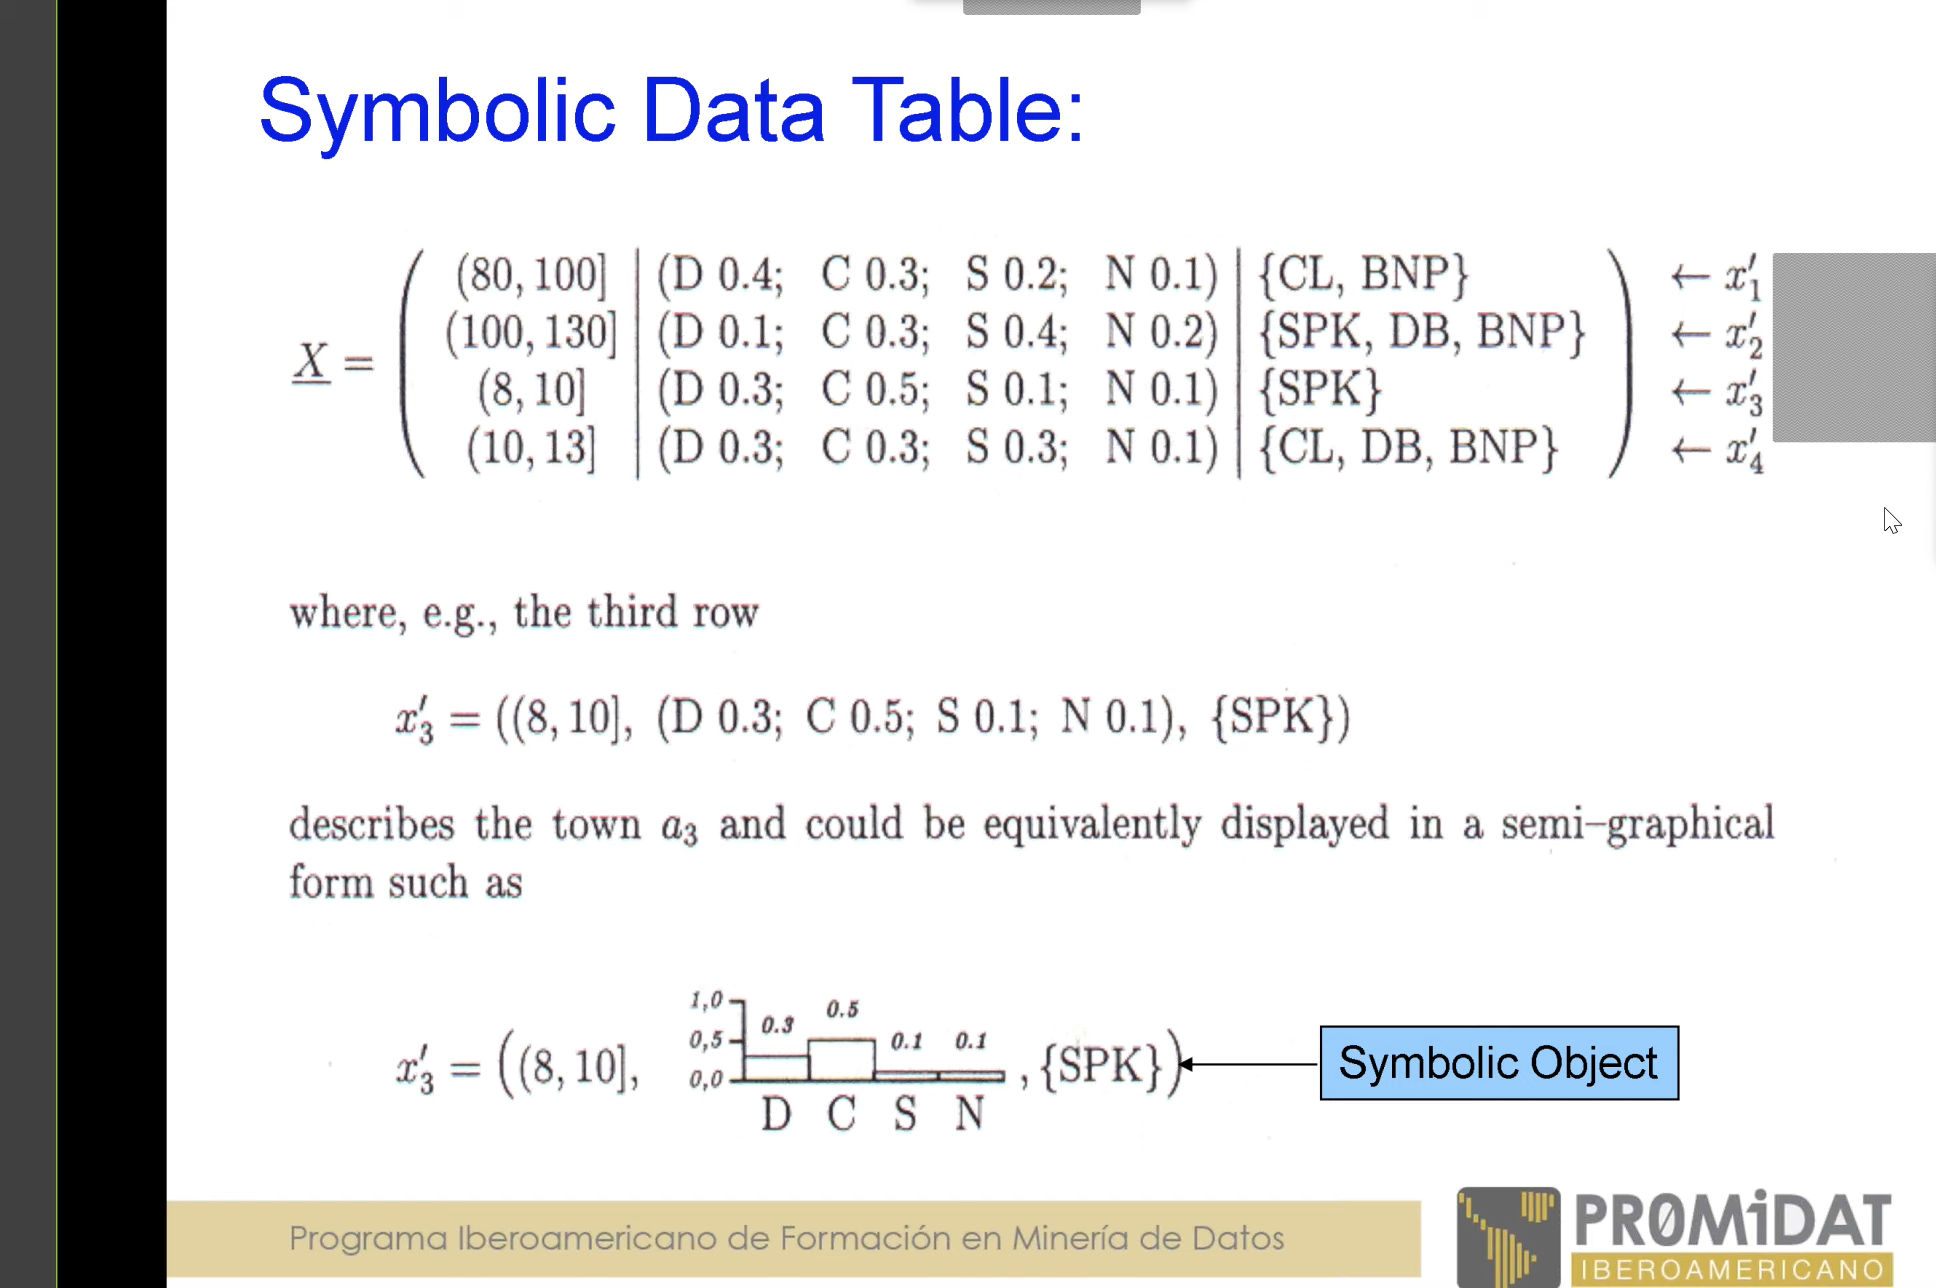 Symbolic Data Table:
(80, 100] (D 0.4; C 0.3; S 0.2; N 0.1) {CL, BNP} ← x′₁
(100, 130] (D 0.1; C 0.3; S 0.4; N 0.2) {SPK, DB, BNP} ← x′₂
X =
(8, 10] (D 0.3; C 0.5; S 0.1; N 0.1) {SPK} ← x′₃
(10, 13] (D 0.3; C 0.3; S 0.3; N 0.1) {CL, DB, BNP} ← x′₄
where, e.g., the third row
x′₃ = ((8, 10], (D 0.3; C 0.5; S 0.1; N 0.1), {SPK})
describes the town a₃ and could be equivalently displayed in a semi–graphical
form such as
1,0 0.3 0.5
0,5 0.1 0.1
0,0
x′₃ = ((8, 10], , {SPK}) Symbolic Object
D C S N
Programa Iberoamericano de Formación en Minería de Datos
PR0MiDAT
IBEROAMERICANO